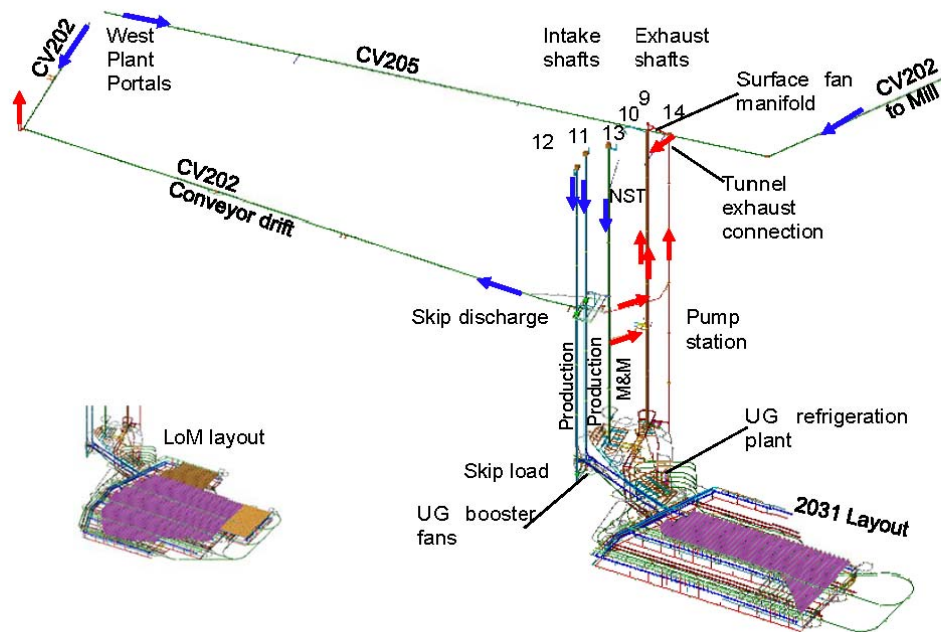 CV202
West
Plant
Portals
CV205
Intake
shafts
Exhaust
shafts
Surface fan
manifold
CV202
to Mill
12
11
13
10
9
14
NST
Tunnel
exhaust
connection
CV202
Conveyor drift
Skip discharge
Production
Production
M&M
Pump
station
UG refrigeration
plant
LoM layout
Skip load
UG booster
fans
2031 Layout